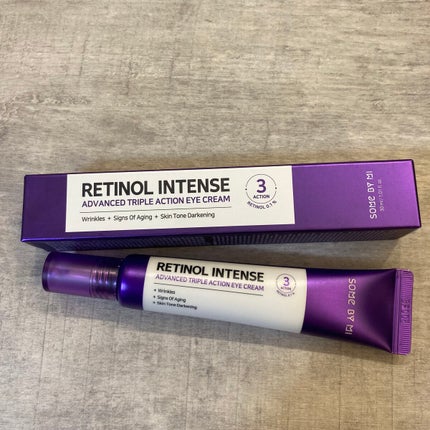 RETINOL INTENSE
ADVANCED TRIPLE ACTION EYE CREAM
Wrinkles + Signs Of Aging + Skin Tone Darkening
3
ACTION
RETINOL 0.1%
SOME BY MI
RETINOL INTENSE
ADVANCED TRIPLE ACTION EYE CREAM
+ Wrinkles
+ Signs Of Aging
+ Skin Tone Darkening
3
ACTION
SOME BY MI